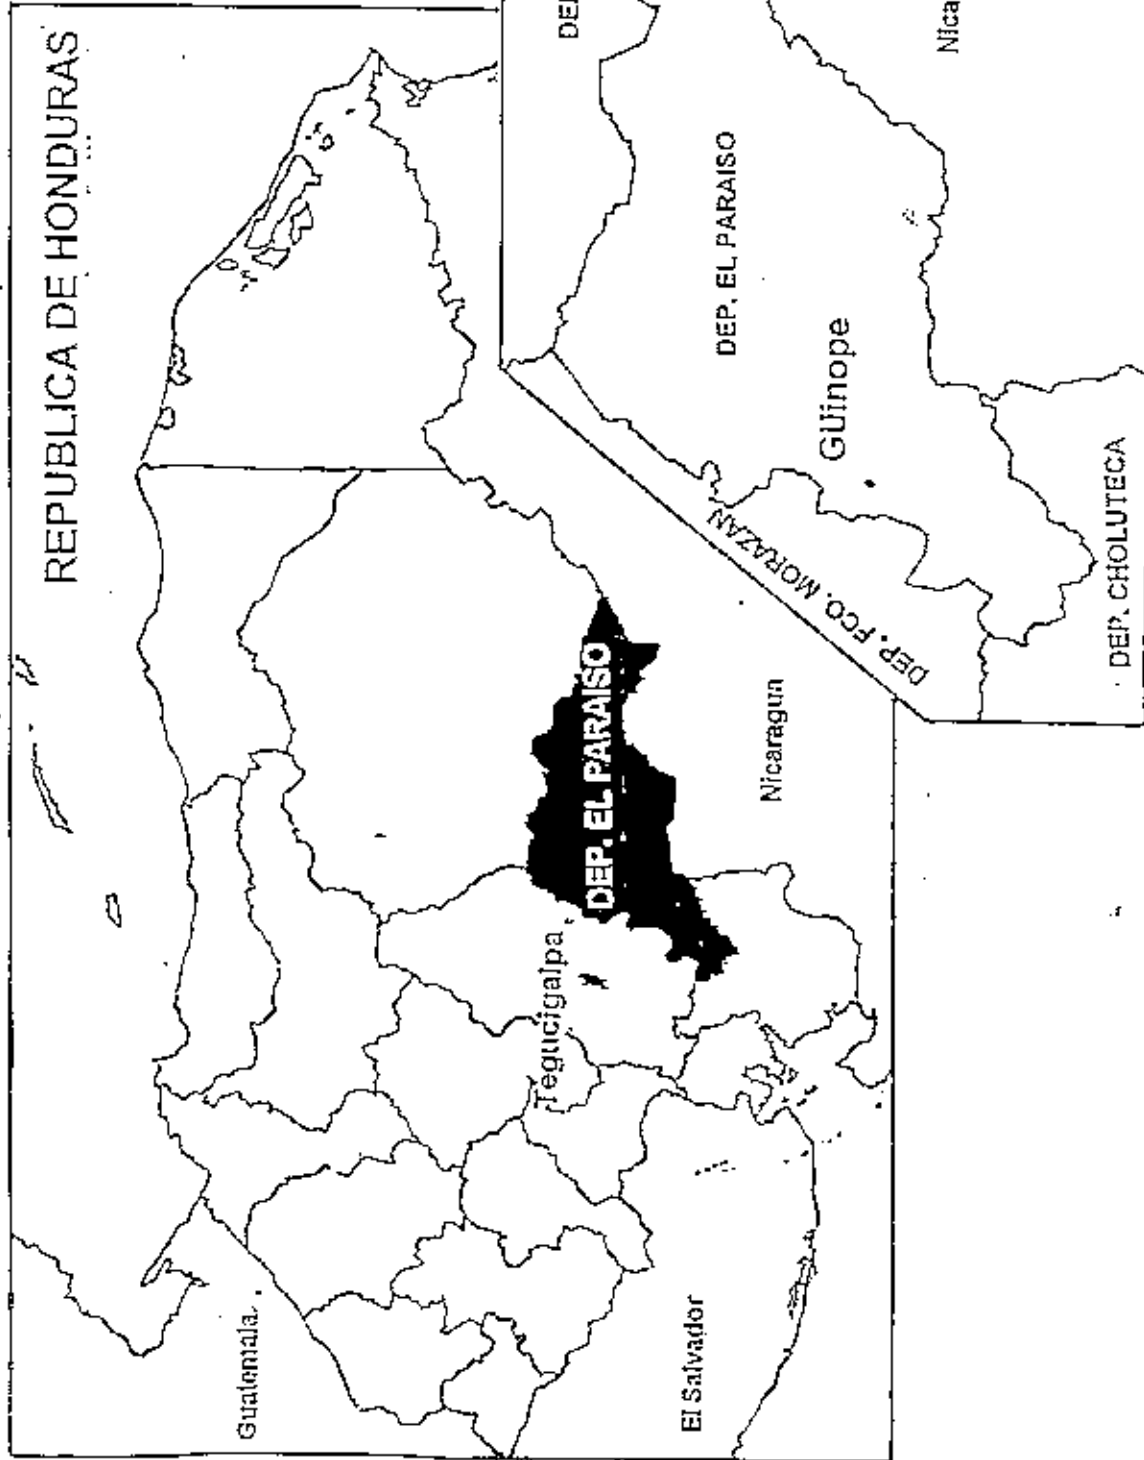 REPUBLICA DE HONDURAS
Guatemala
Tegucigalpa
DEP. EL PARAISO
El Salvador
Nicaragua
DEP. EL PARAISO
Güinope
DEP. FCO. MORAZAN
DEP. CHOLUTECA